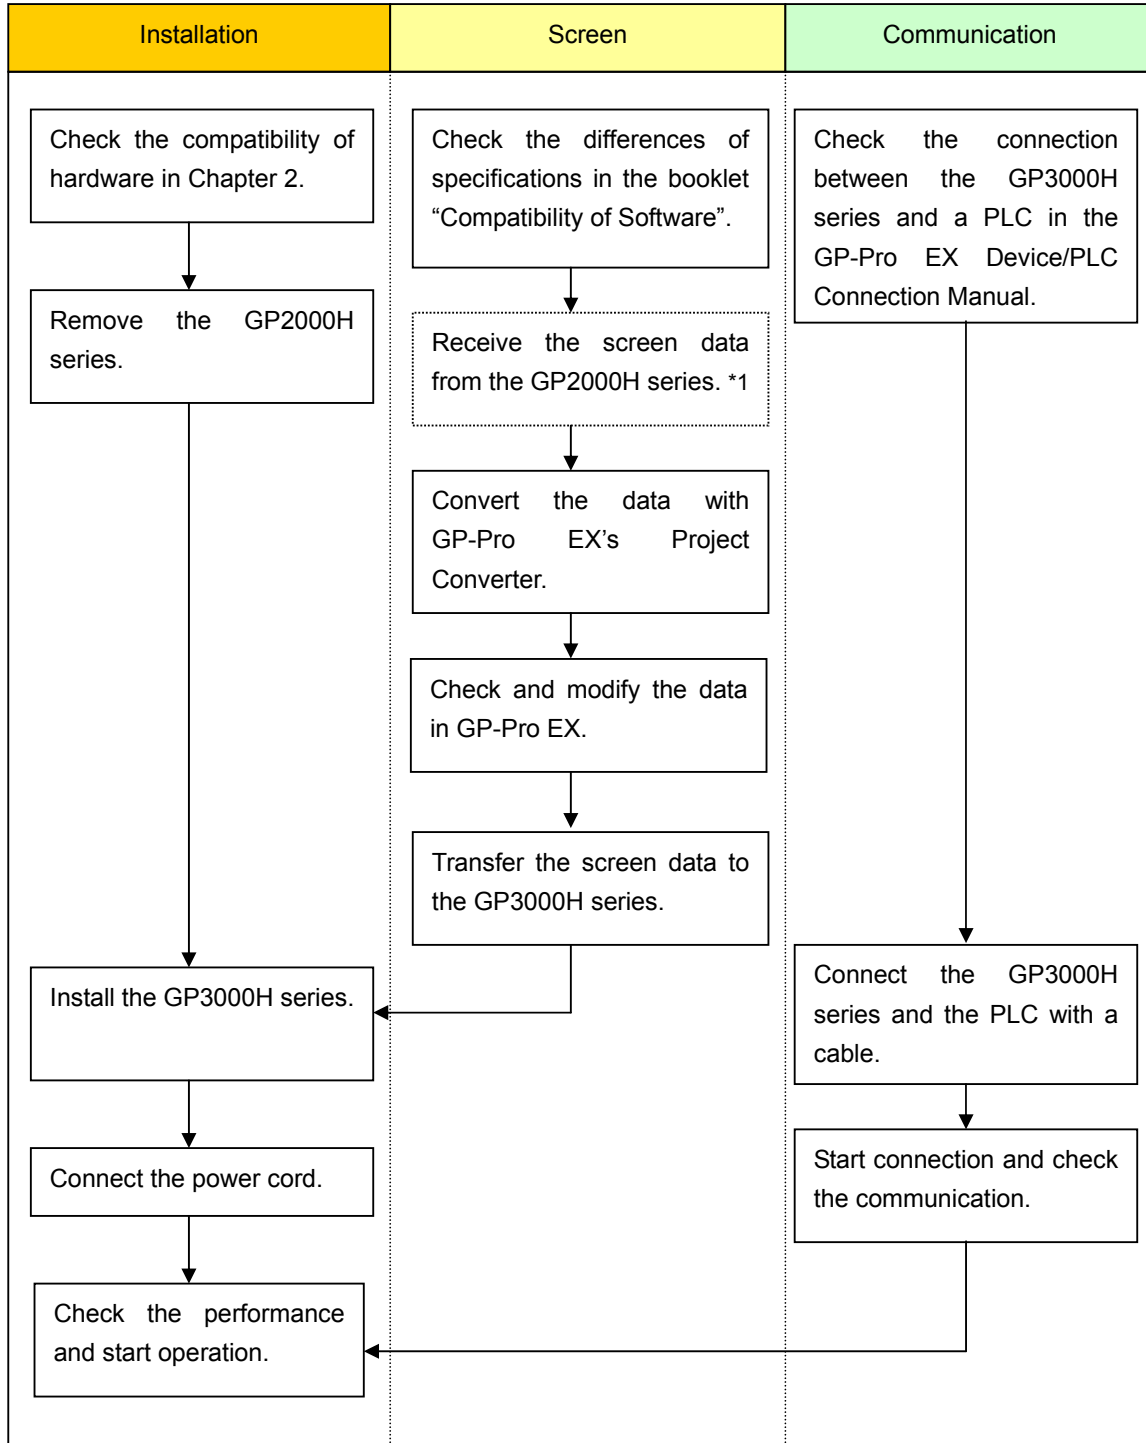 Installation
Screen
Communication
Check the compatibility of
hardware in Chapter 2.
Remove the GP2000H
series.
Install the GP3000H series.
Connect the power cord.
Check the performance
and start operation.
Check the differences of
specifications in the booklet
“Compatibility of Software”.
Receive the screen data
from the GP2000H series. *1
Convert the data with
GP-Pro EX’s Project
Converter.
Check and modify the data
in GP-Pro EX.
Transfer the screen data to
the GP3000H series.
Check the connection
between the GP3000H
series and a PLC in the
GP-Pro EX Device/PLC
Connection Manual.
Connect the GP3000H
series and the PLC with a
cable.
Start connection and check
the communication.